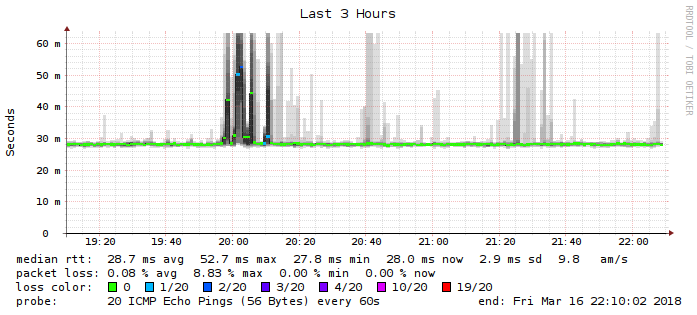 Last 3 Hours
RRDTOOL / TOBI OETIKER
Seconds
60 m
50 m
40 m
30 m
20 m
10 m
0
19:20 19:40 20:00 20:20 20:40 21:00 21:20 21:40 22:00
median rtt: 28.7 ms avg 52.7 ms max 27.8 ms min 28.0 ms now 2.9 ms sd 9.8 am/s
packet loss: 0.08 % avg 8.83 % max 0.00 % min 0.00 % now
loss color: 0 1/20 2/20 3/20 4/20 10/20 19/20
probe: 20 ICMP Echo Pings (56 Bytes) every 60s end: Fri Mar 16 22:10:02 2018